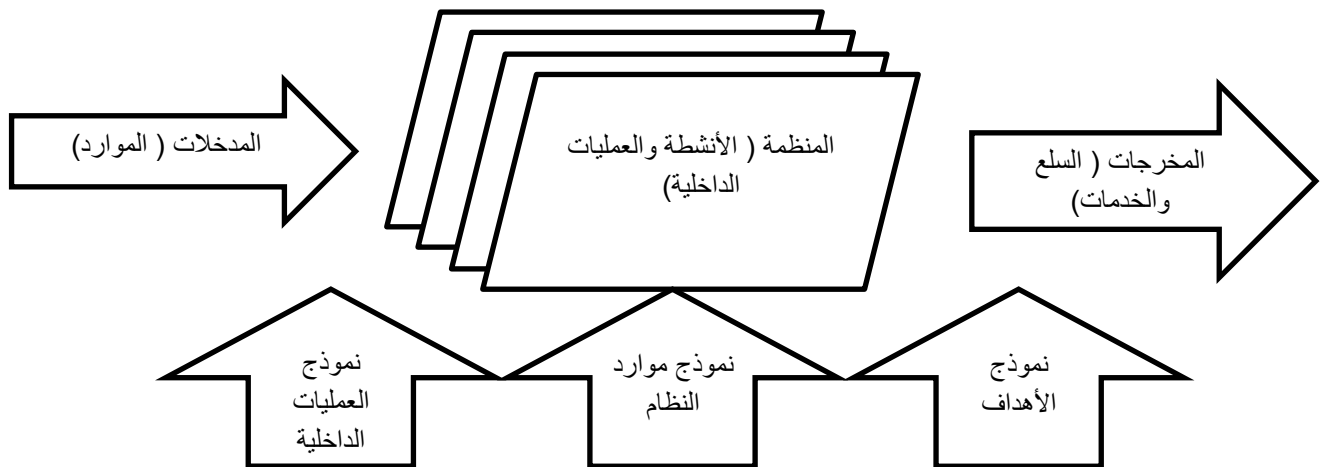 المدخلات ( الموارد)
المنظمة ( الأنشطة والعمليات
الداخلية)
المخرجات ( السلع
والخدمات)
نموذج
العمليات
الداخلية
نموذج موارد
النظام
نموذج
الأهداف